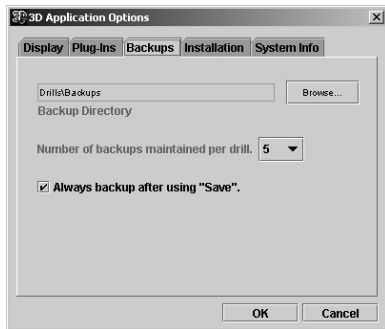 3D Application Options
Display Plug-Ins Backups Installation System Info
Drills\Backups Browse...
Backup Directory
Number of backups maintained per drill. 5
Always backup after using "Save".
OK Cancel